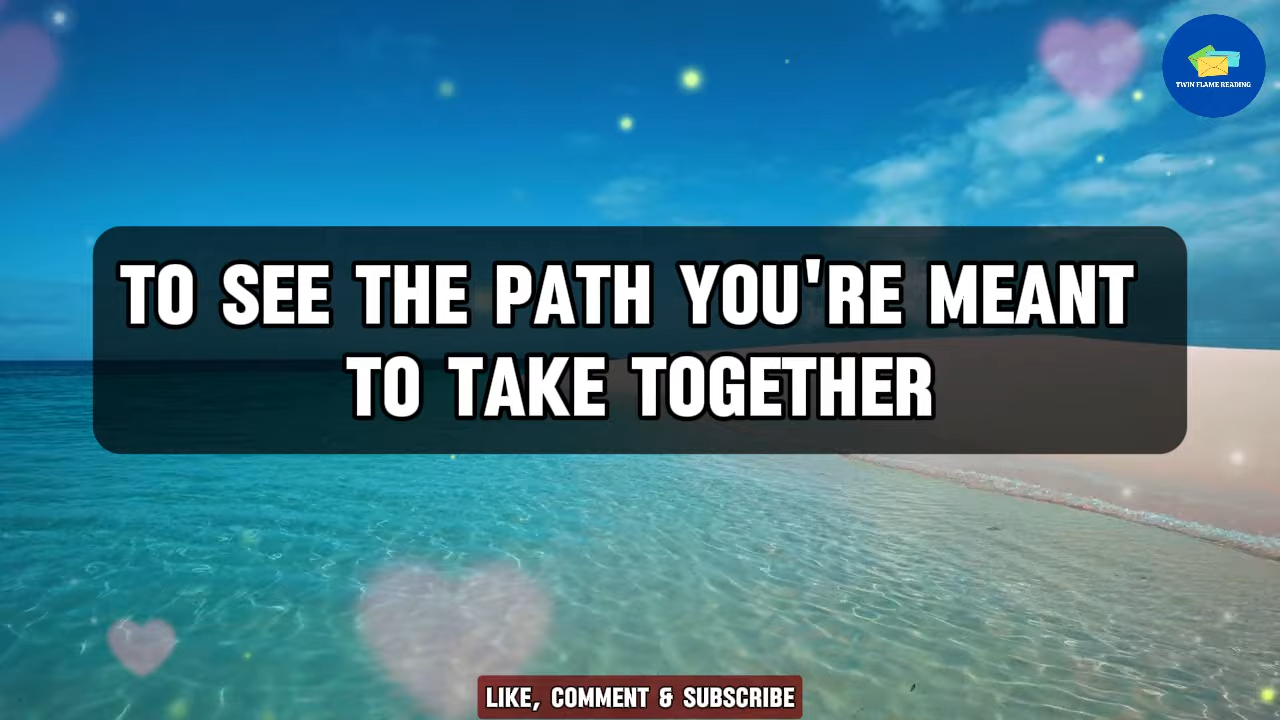 TWIN FLAME READING
TO SEE THE PATH YOU'RE MEANT
TO TAKE TOGETHER
LIKE, COMMENT & SUBSCRIBE